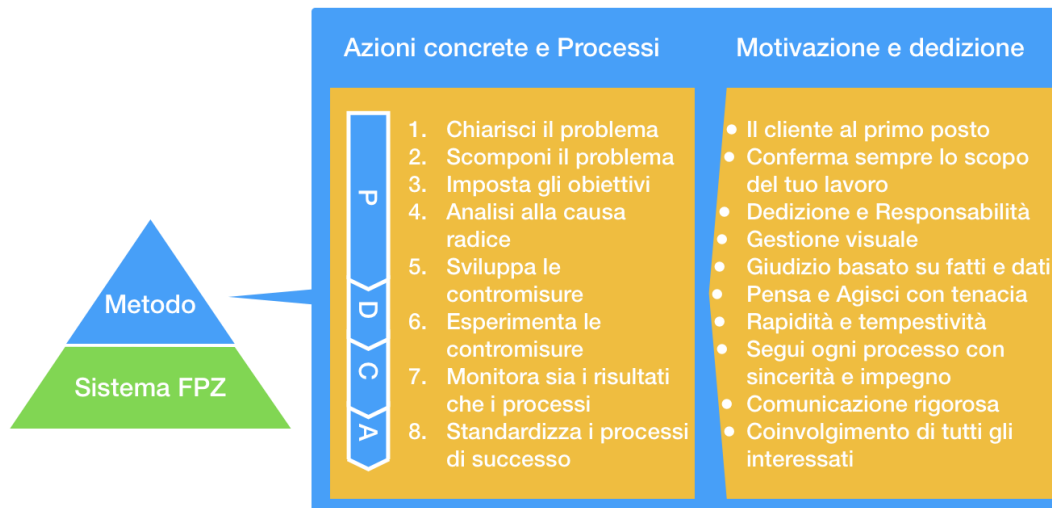 Azioni concrete e Processi
1. Chiarisci il problema
2. Scomponi il problema
3. Imposta gli obiettivi
4. Analisi alla causa
radice
5. Sviluppa le
contromisure
6. Esperimenta le
contromisure
7. Monitora sia i risultati
che i processi
8. Standardizza i processi
di successo
P
D
C
A
Motivazione e dedizione
• Il cliente al primo posto
• Conferma sempre lo scopo
del tuo lavoro
• Dedizione e Responsabilità
• Gestione visuale
• Giudizio basato su fatti e dati
• Pensa e Agisci con tenacia
• Rapidità e tempestività
• Segui ogni processo con
sincerità e impegno
• Comunicazione rigorosa
• Coinvolgimento di tutti gli
interessati
Metodo
Sistema FPZ